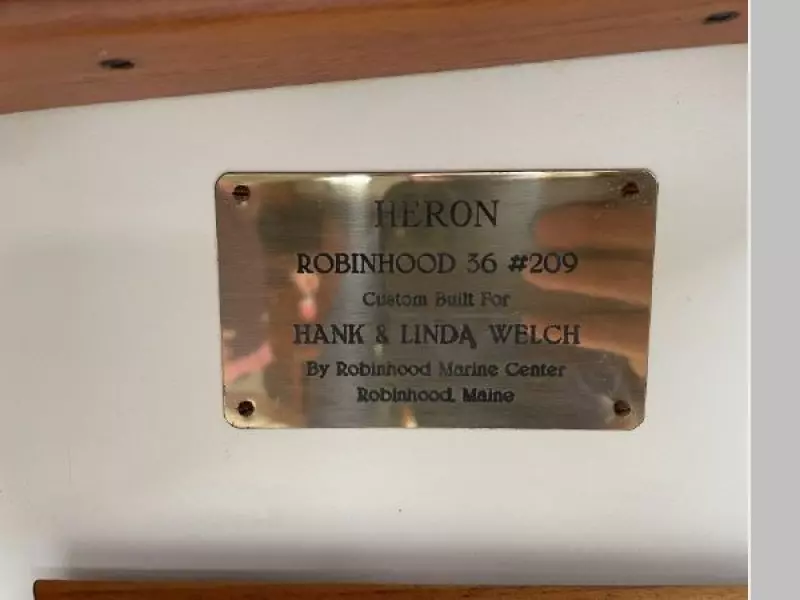 HERON
ROBINHOOD 36 #209
Custom Built For
HANK & LINDA WELCH
By Robinhood Marine Center
Robinhood, Maine